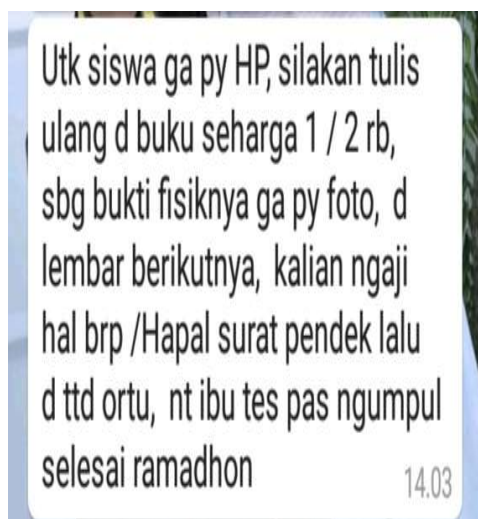 Utk siswa ga py HP, silakan tulis
ulang d buku seharga 1 / 2 rb,
sbg bukti fisiknya ga py foto, d
lembar berikutnya, kalian ngaji
hal brp /Hapal surat pendek lalu
d ttd ortu, nt ibu tes pas ngumpul
selesai ramadhon
14.03